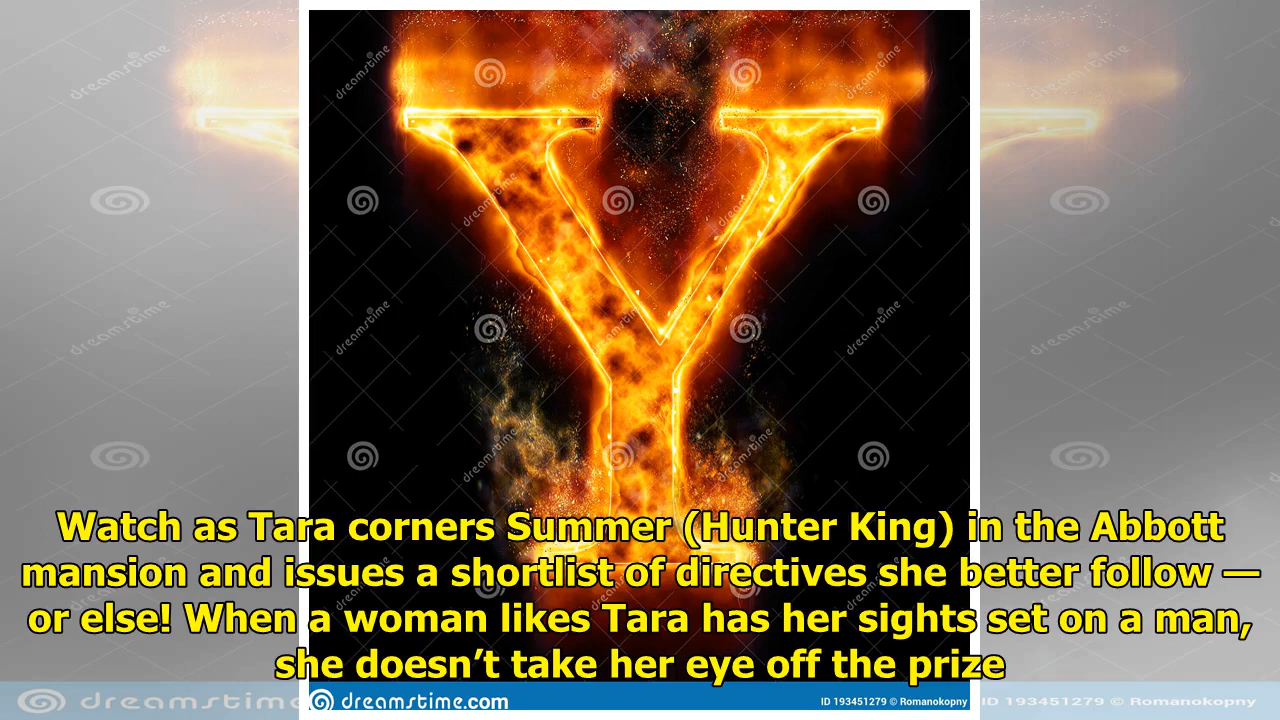 Y
Watch as Tara corners Summer (Hunter King) in the Abbott
mansion and issues a shortlist of directives she better follow —
or else! When a woman likes Tara has her sights set on a man,
she doesn’t take her eye off the prize
dreamstime
dreamstime.com
ID 193451279 © Romanokopny
ID 193451279 © Romanokopny